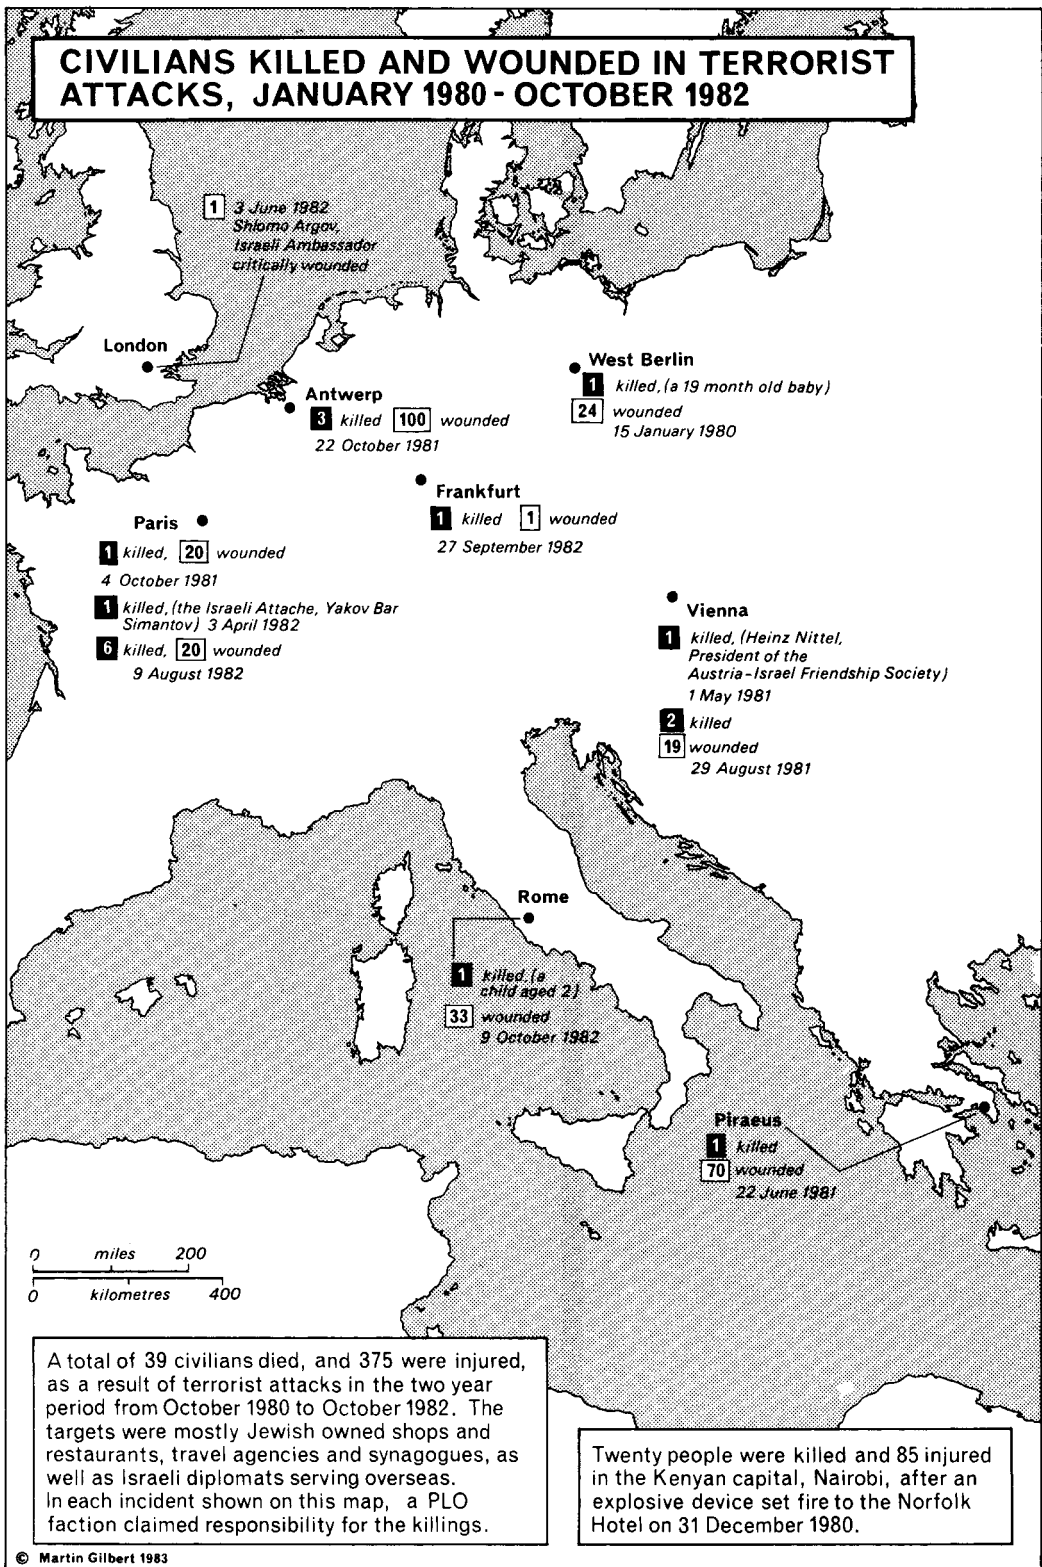 CIVILIANS KILLED AND WOUNDED IN TERRORIST
ATTACKS, JANUARY 1980 - OCTOBER 1982
1 3 June 1982
Shlomo Argov,
Israeli Ambassador
critically wounded
London
West Berlin
1 killed, (a 19 month old baby)
24 wounded
15 January 1980
Antwerp
3 killed 100 wounded
22 October 1981
Frankfurt
1 killed 1 wounded
27 September 1982
Paris
1 killed, 20 wounded
4 October 1981
1 killed, (the Israeli Attache, Yakov Bar
Simantov) 3 April 1982
6 killed, 20 wounded
9 August 1982
Vienna
1 killed, (Heinz Nittel,
President of the
Austria-Israel Friendship Society)
1 May 1981
2 killed
19 wounded
29 August 1981
Rome
1 killed, (a
child aged 2)
33 wounded
9 October 1982
Piraeus
1 killed
70 wounded
22 June 1981
0 miles 200
0 kilometres 400
A total of 39 civilians died, and 375 were injured,
as a result of terrorist attacks in the two year
period from October 1980 to October 1982. The
targets were mostly Jewish owned shops and
restaurants, travel agencies and synagogues, as
well as Israeli diplomats serving overseas.
In each incident shown on this map, a PLO
faction claimed responsibility for the killings.
Twenty people were killed and 85 injured
in the Kenyan capital, Nairobi, after an
explosive device set fire to the Norfolk
Hotel on 31 December 1980.
© Martin Gilbert 1983